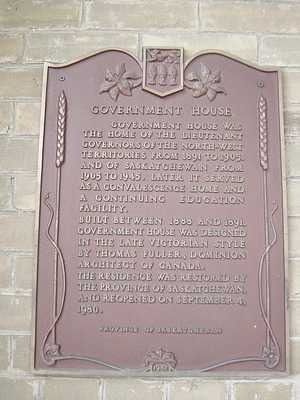 GOVERNMENT HOUSE
GOVERNMENT HOUSE WAS
THE HOME OF THE LIEUTENANT
GOVERNORS OF THE NORTH-WEST
TERRITORIES FROM 1891 TO 1905,
AND OF SASKATCHEWAN FROM
1905 TO 1945. LATER IT SERVED
AS A CONVALESCENCE HOME AND
A CONTINUING EDUCATION
FACILITY.
BUILT BETWEEN 1888 AND 1891,
GOVERNMENT HOUSE WAS DESIGNED
IN THE LATE VICTORIAN STYLE
BY THOMAS FULLER, DOMINION
ARCHITECT OF CANADA.
THE RESIDENCE WAS RESTORED BY
THE PROVINCE OF SASKATCHEWAN,
AND REOPENED ON SEPTEMBER 4,
1980.
PROVINCE OF SASKATCHEWAN